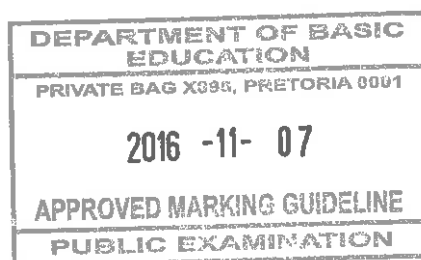 DEPARTMENT OF BASIC
EDUCATION
PRIVATE BAG X895, PRETORIA 0001
2016 -11- 07
APPROVED MARKING GUIDELINE
PUBLIC EXAMINATION